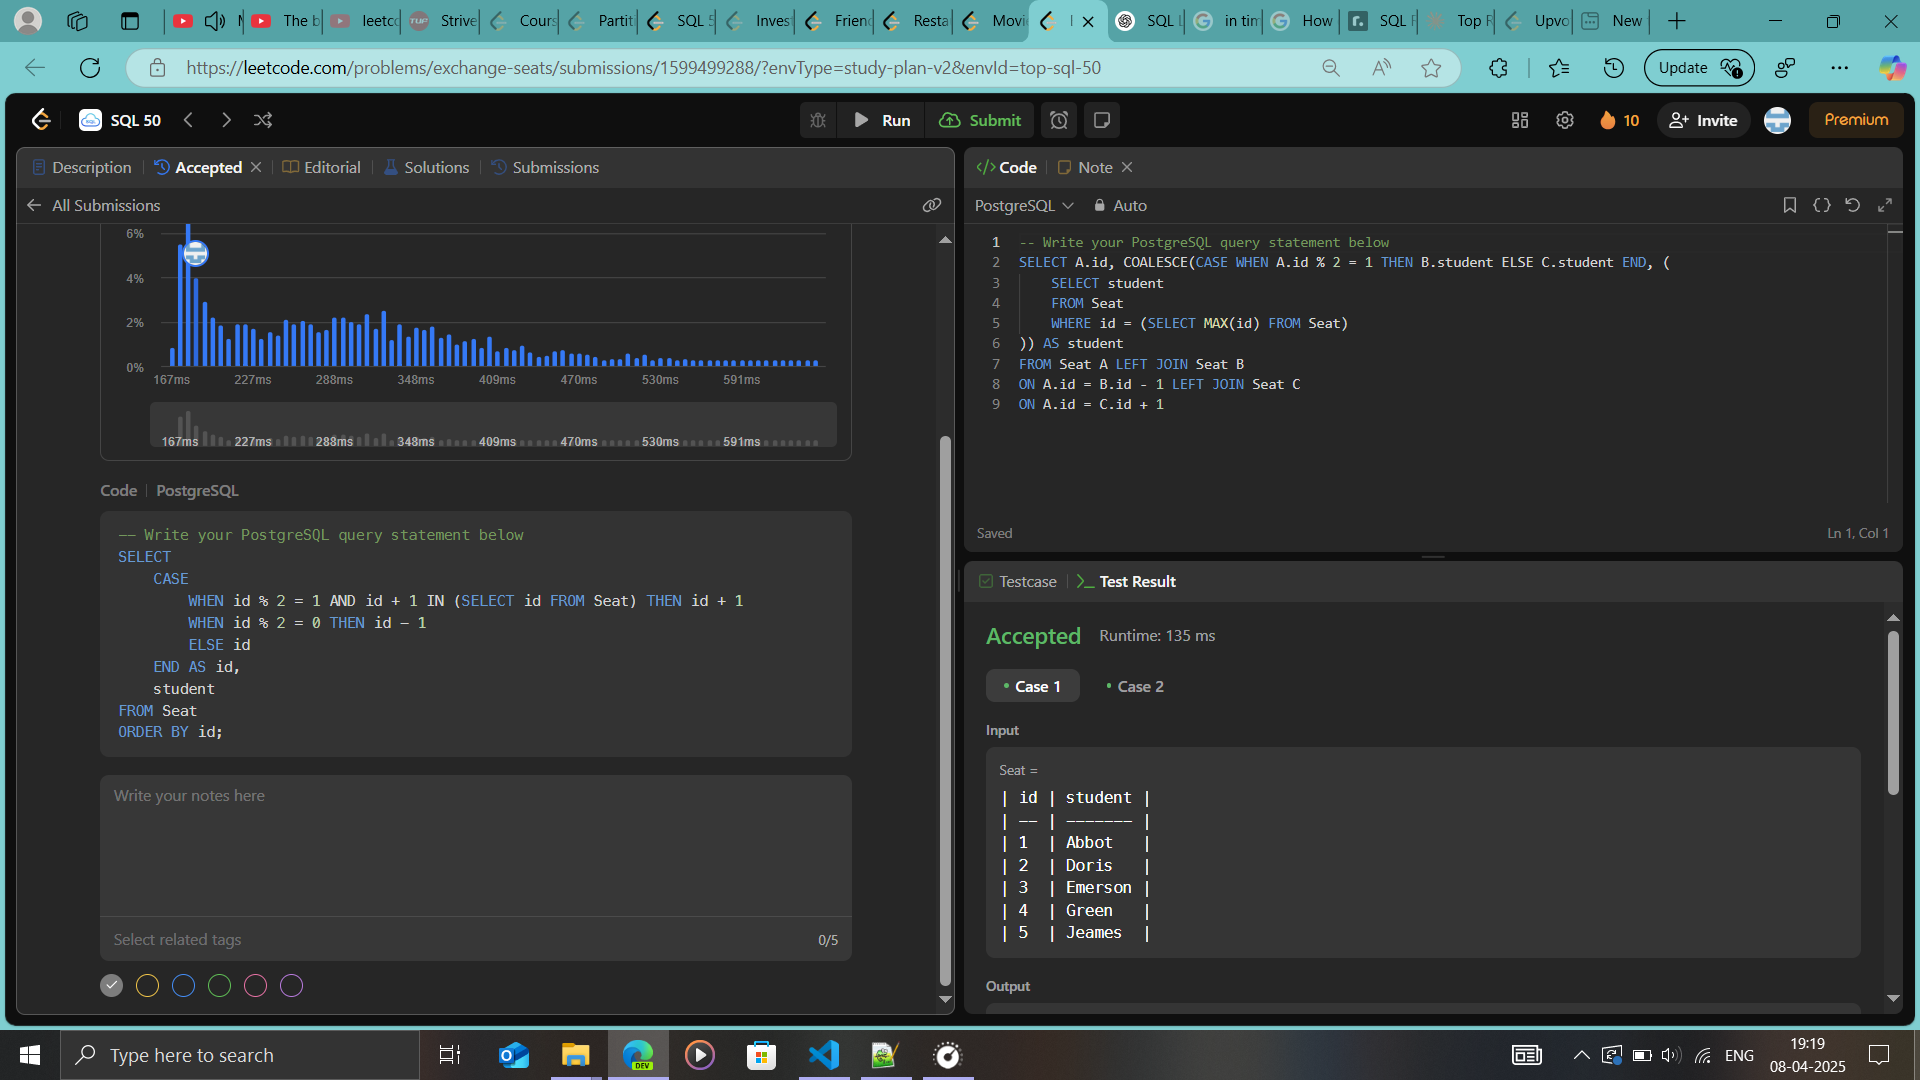 The b
leetc
Strive
Cours
Partit
SQL 5
Invest
Frienc
Resta
Movi
SQL L
in tim
How
SQL F
Top R
Upvo
New
https://leetcode.com/problems/exchange-seats/submissions/1599499288/?envType=study-plan-v2&envId=top-sql-50
Update
SQL 50
Run
Submit
10
Invite
Premium
Description
Accepted
Editorial
Solutions
Submissions
All Submissions
6%
4%
2%
0%
167ms 227ms 288ms 348ms 409ms 470ms 530ms 591ms
167ms 227ms 288ms 348ms 409ms 470ms 530ms 591ms
Code | PostgreSQL
-- Write your PostgreSQL query statement below
SELECT
CASE
WHEN id % 2 = 1 AND id + 1 IN (SELECT id FROM Seat) THEN id + 1
WHEN id % 2 = 0 THEN id - 1
ELSE id
END AS id,
student
FROM Seat
ORDER BY id;
Write your notes here
Select related tags
0/5
</> Code
Note
PostgreSQL
Auto
1 -- Write your PostgreSQL query statement below
2 SELECT A.id, COALESCE(CASE WHEN A.id % 2 = 1 THEN B.student ELSE C.student END, (
3 SELECT student
4 FROM Seat
5 WHERE id = (SELECT MAX(id) FROM Seat)
6 )) AS student
7 FROM Seat A LEFT JOIN Seat B
8 ON A.id = B.id - 1 LEFT JOIN Seat C
9 ON A.id = C.id + 1
Saved
Ln 1, Col 1
Testcase
Test Result
Accepted
Runtime: 135 ms
Case 1
Case 2
Input
Seat =
| id | student |
| -- | ------- |
| 1 | Abbot |
| 2 | Doris |
| 3 | Emerson |
| 4 | Green |
| 5 | Jeames |
Output
Type here to search
DEV
ENG
19:19
08-04-2025